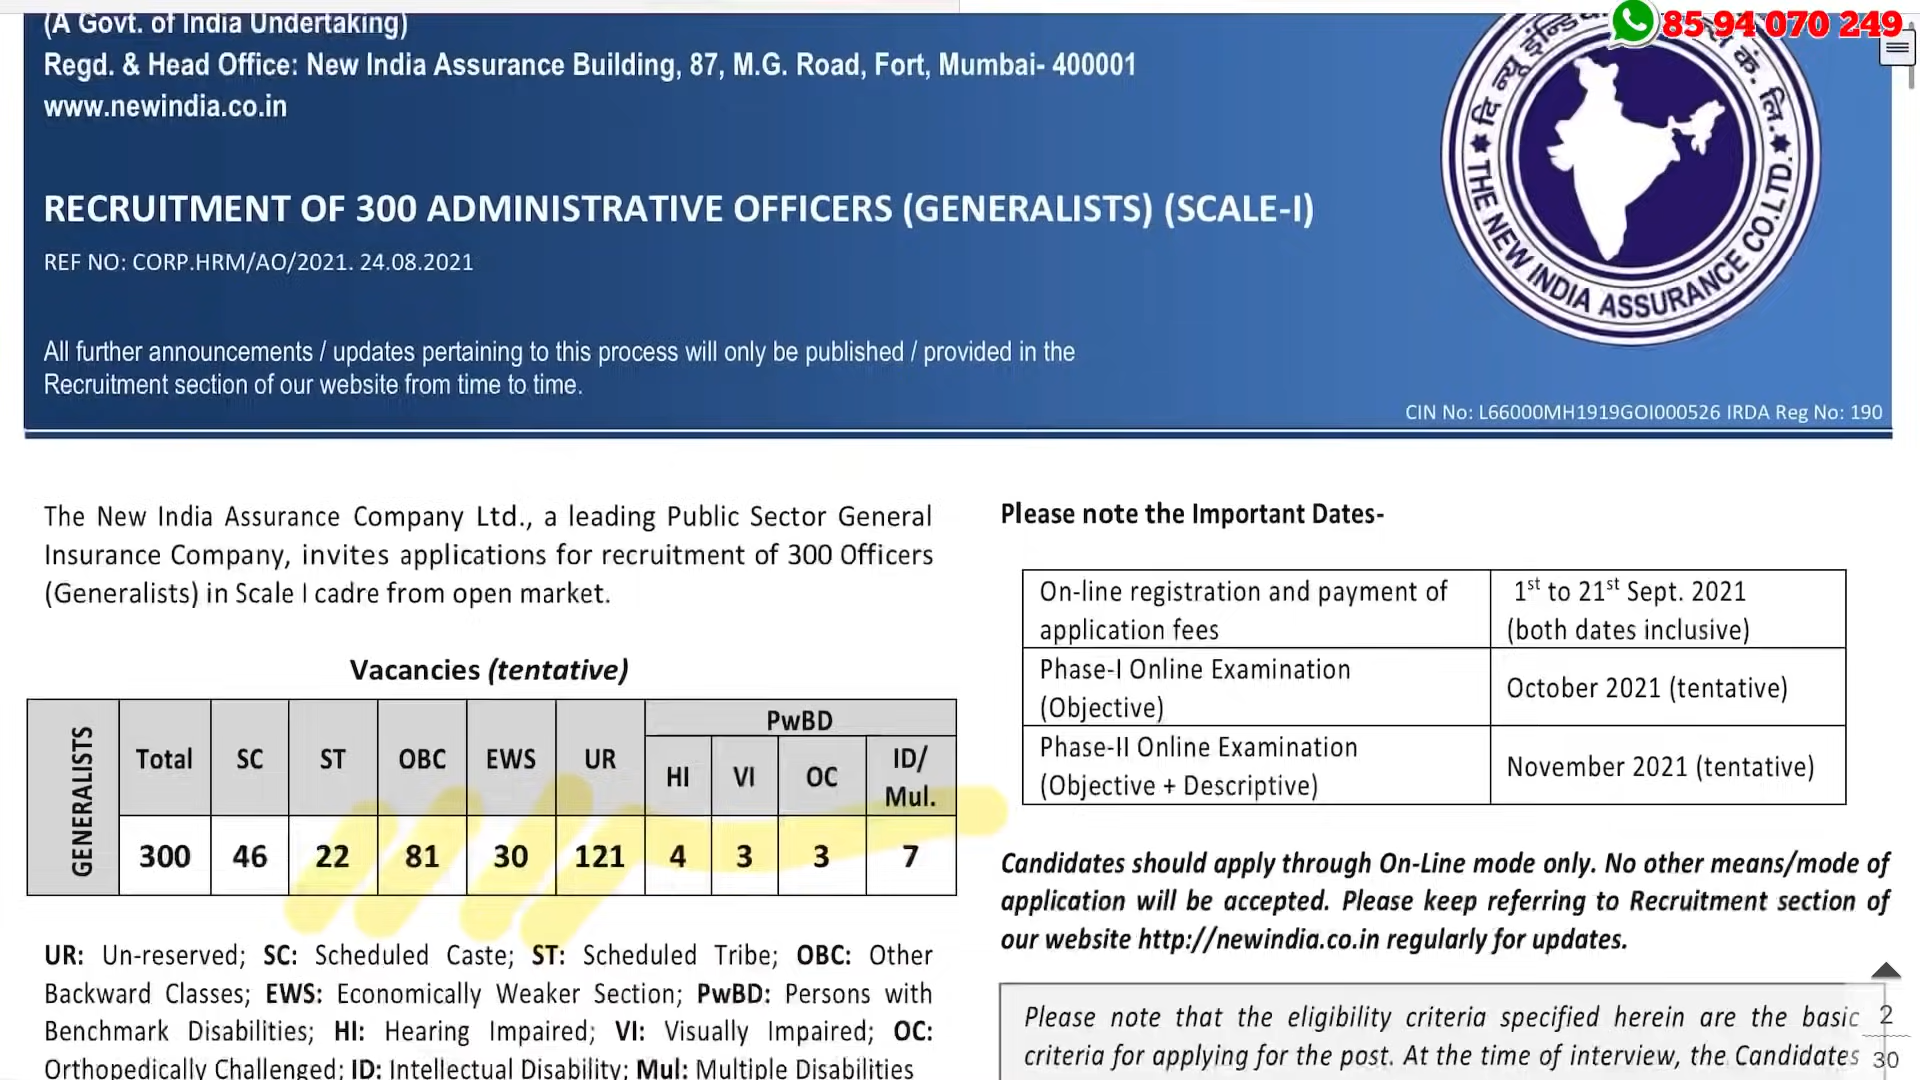 (A Govt. of India Undertaking)
Regd. & Head Office: New India Assurance Building, 87, M.G. Road, Fort, Mumbai- 400001
www.newindia.co.in
RECRUITMENT OF 300 ADMINISTRATIVE OFFICERS (GENERALISTS) (SCALE-I)
REF NO: CORP.HRM/AO/2021. 24.08.2021
All further announcements / updates pertaining to this process will only be published / provided in the
Recruitment section of our website from time to time.
85 94 070 249
दि न्यू इन्डिया
कं. लि.
THE NEW INDIA ASSURANCE CO.LTD.
CIN No: L66000MH1919GOI000526 IRDA Reg No: 190
The New India Assurance Company Ltd., a leading Public Sector General
Insurance Company, invites applications for recruitment of 300 Officers
(Generalists) in Scale I cadre from open market.
Vacancies (tentative)
GENERALISTS
PwBD
Total SC ST OBC EWS UR HI VI OC ID/
Mul.
300 46 22 81 30 121 4 3 3 7
UR: Un-reserved; SC: Scheduled Caste; ST: Scheduled Tribe; OBC: Other
Backward Classes; EWS: Economically Weaker Section; PwBD: Persons with
Benchmark Disabilities; HI: Hearing Impaired; VI: Visually Impaired; OC:
Orthopedically Challenged; ID: Intellectual Disability; Mul: Multiple Disabilities
Please note the Important Dates-
On-line registration and payment of 1st to 21st Sept. 2021
application fees (both dates inclusive)
Phase-I Online Examination
(Objective) October 2021 (tentative)
Phase-II Online Examination
(Objective + Descriptive) November 2021 (tentative)
Candidates should apply through On-Line mode only. No other means/mode of
application will be accepted. Please keep referring to Recruitment section of
our website http://newindia.co.in regularly for updates.
Please note that the eligibility criteria specified herein are the basic
criteria for applying for the post. At the time of interview, the Candidates
2
30